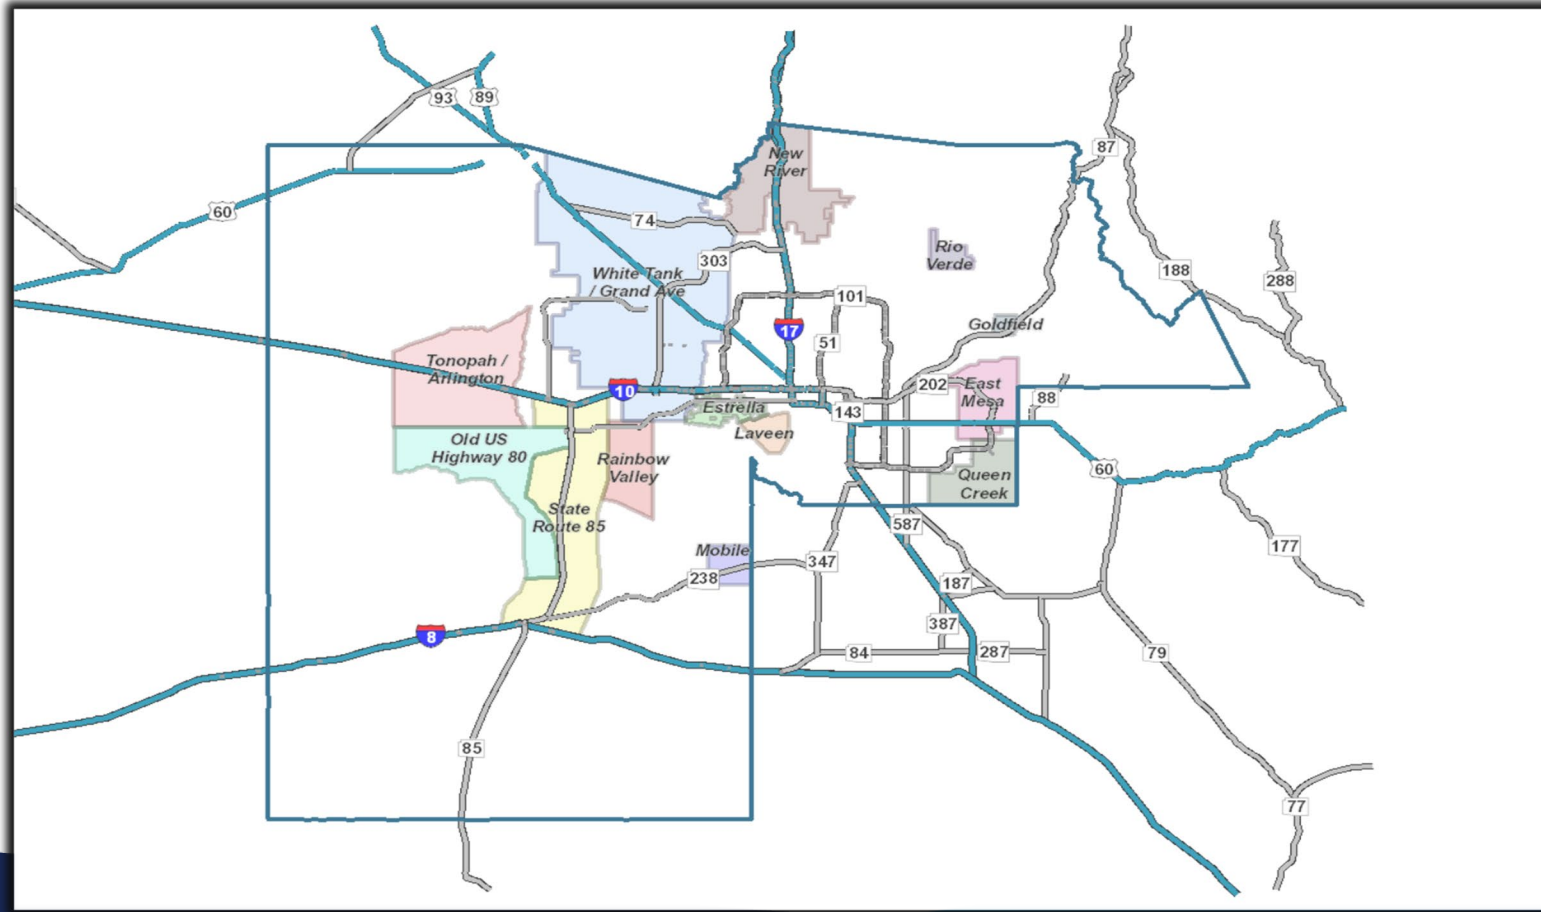 93
89
87
New
River
60
74
Rio
Verde
303
188
White Tank
/ Grand Ave
288
101
Goldfield
17
51
Tonopah /
Arlington
10
202
East
Mesa
88
Estrella
143
Laveen
Old US
Highway 80
Rainbow
Valley
60
Queen
Creek
State
Route 85
587
177
Mobile
347
238
187
387
8
84
287
79
85
77